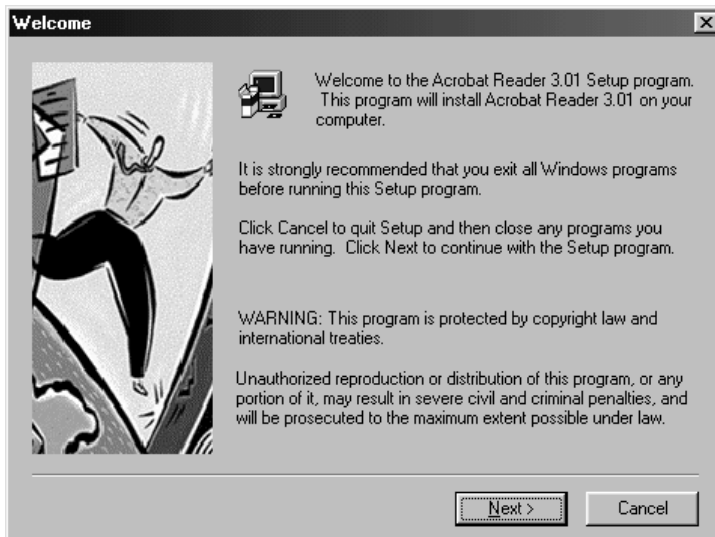 Welcome
Welcome to the Acrobat Reader 3.01 Setup program.
This program will install Acrobat Reader 3.01 on your
computer.
It is strongly recommended that you exit all Windows programs
before running this Setup program.
Click Cancel to quit Setup and then close any programs you
have running. Click Next to continue with the Setup program.
WARNING: This program is protected by copyright law and
international treaties.
Unauthorized reproduction or distribution of this program, or any
portion of it, may result in severe civil and criminal penalties, and
will be prosecuted to the maximum extent possible under law.
Next >
Cancel